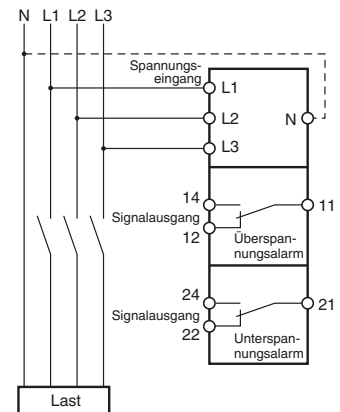 N L1 L2 L3
Spannungs-
eingang
L1
L2
N
L3
14
11
Signalausgang
12
Überspan-
nungsalarm
24
21
Signalausgang
22
Unterspan-
nungsalarm
Last